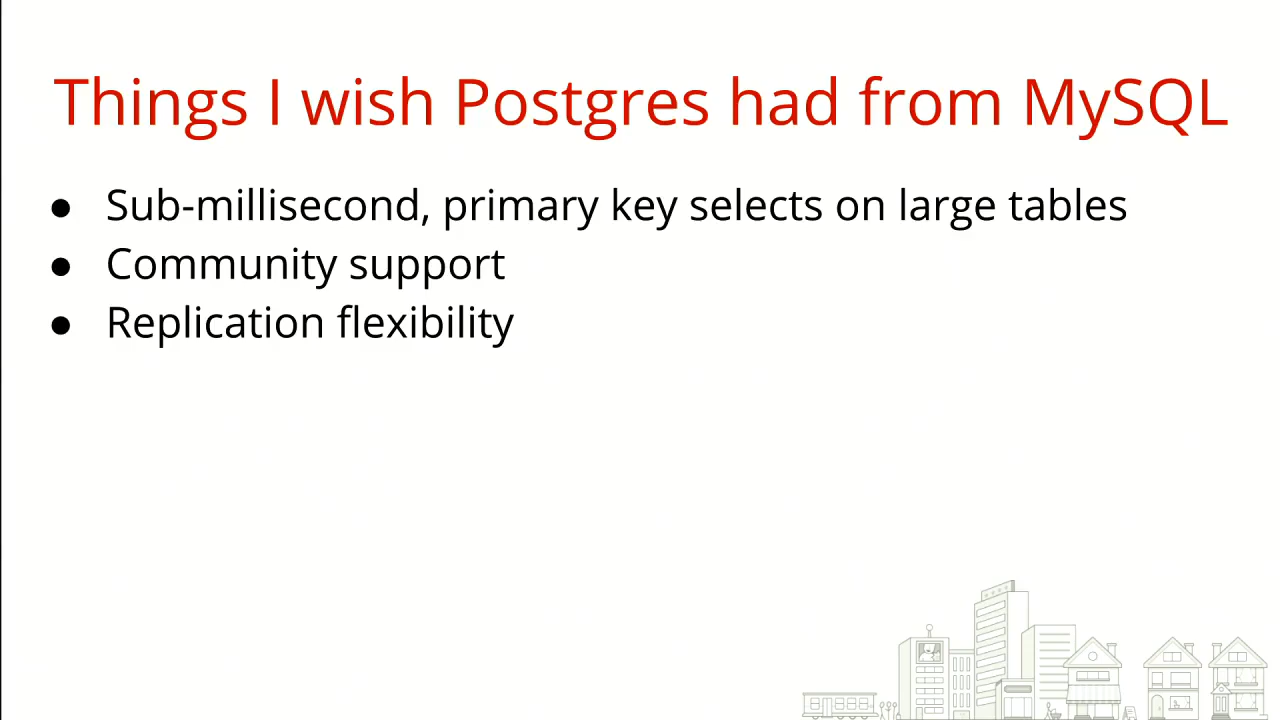 Things I wish Postgres had from MySQL
● Sub-millisecond, primary key selects on large tables
● Community support
● Replication flexibility